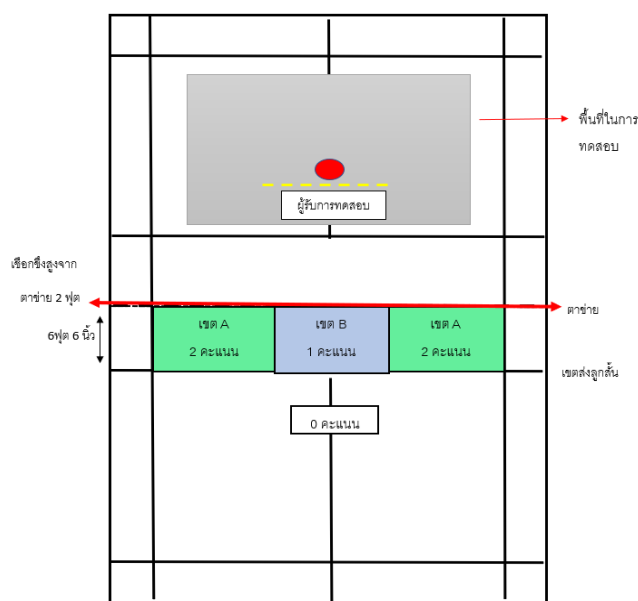 พื้นที่ในการ
ทดสอบ
ผู้รับการทดสอบ
เชือกขึงสูงจาก
ตาข่าย 2 ฟุต
ตาข่าย
6ฟุต 6 นิ้ว
เขต A
2 คะแนน
เขต B
1 คะแนน
เขต A
2 คะแนน
เขตส่งลูกสั้น
0 คะแนน